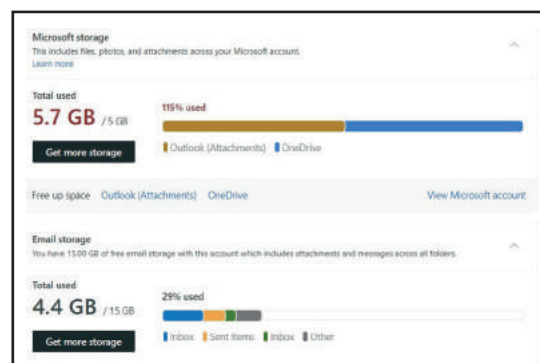 Microsoft storage
This includes files, photos, and attachments across your Microsoft account.
Learn more
Total used
5.7 GB / 5 GB
115% used
Get more storage
Outlook (Attachments) OneDrive
Free up space Outlook (Attachments) OneDrive View Microsoft account
Email storage
You have 15.00 GB of free email storage with this account which includes attachments and messages across all folders.
Total used
4.4 GB / 15 GB
29% used
Get more storage
Inbox Sent Items Inbox Other